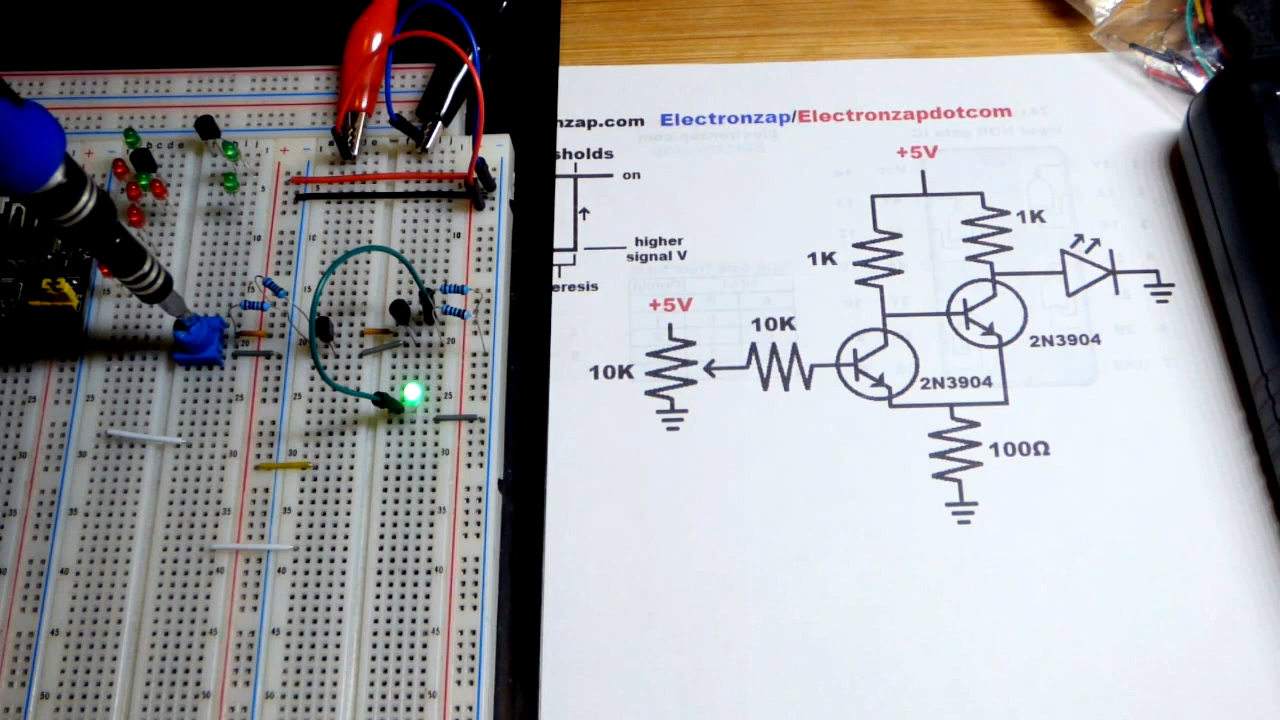 nzap.com Electronzap/Electronzapdotcom
sholds
on
higher
signal V
eresis
+5V
1K
1K
+5V
10K
10K
2N3904
2N3904
100Ω